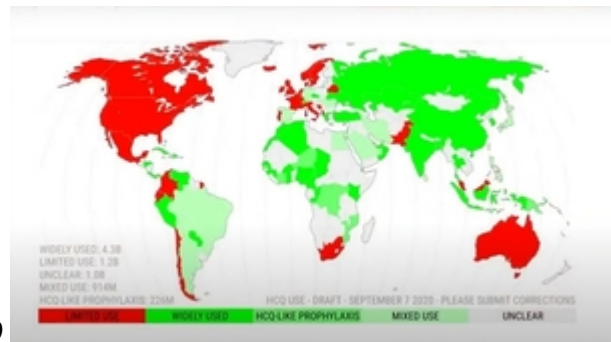 WIDELY USED: 4.3B
LIMITED USE: 1.2B
UNCLEAR: 1.0B
MIXED USE: 914M
HCQ-LIKE PROPHYLAXIS: 226M
HCQ USE - DRAFT - SEPTEMBER 7 2020 - PLEASE SUBMIT CORRECTIONS
LIMITED USE WIDELY USED HCQ-LIKE PROPHYLAXIS MIXED USE UNCLEAR